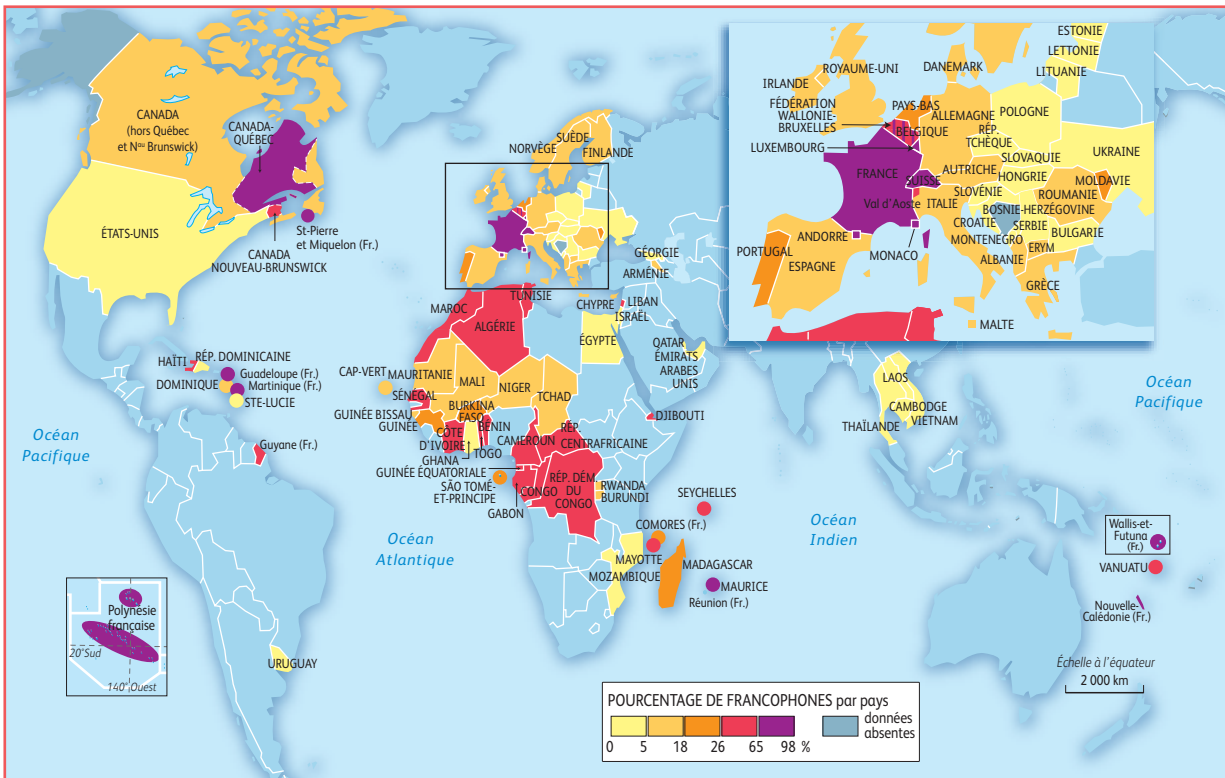 CANADA
(hors Québec
et Nᵒᵘ Brunswick)
CANADA-
QUÉBEC
ÉTATS-UNIS
St-Pierre
et Miquelon (Fr.)
CANADA
NOUVEAU-BRUNSWICK
NORVÈGE
SUÈDE
FINLANDE
ESTONIE
LETTONIE
LITUANIE
ROYAUME-UNI
DANEMARK
IRLANDE
FÉDÉRATION
WALLONIE-
BRUXELLES
PAYS-BAS
ALLEMAGNE
POLOGNE
BELGIQUE
LUXEMBOURG
RÉP.
TCHÈQUE
SLOVAQUIE
UKRAINE
FRANCE
SUISSE
AUTRICHE
HONGRIE
MOLDAVIE
SLOVÉNIE
ROUMANIE
Val d'Aoste
ITALIE
CROATIE
BOSNIE-HERZÉGOVINE
SERBIE
BULGARIE
ANDORRE
MONACO
MONTENEGRO
ERYM
PORTUGAL
ESPAGNE
ALBANIE
GRÈCE
MALTE
GÉORGIE
ARMÉNIE
TUNISIE
CHYPRE
LIBAN
ISRAËL
MAROC
ALGÉRIE
ÉGYPTE
QATAR
ÉMIRATS
ARABES
UNIS
HAÏTI
RÉP. DOMINICAINE
Guadeloupe (Fr.)
DOMINIQUE
Martinique (Fr.)
STE-LUCIE
CAP-VERT
MAURITANIE
MALI
NIGER
TCHAD
SÉNÉGAL
BURKINA
FASO
GUINÉE BISSAU
GUINÉE
BÉNIN
CÔTE
D'IVOIRE
GHANA
TOGO
CAMEROUN
RÉP.
CENTRAFRICAINE
DJIBOUTI
GUINÉE ÉQUATORIALE
SÃO TOMÉ-
ET-PRINCIPE
GABON
CONGO
RÉP. DÉM.
DU
CONGO
RWANDA
BURUNDI
SEYCHELLES
COMORES (Fr.)
MAYOTTE
MOZAMBIQUE
MADAGASCAR
MAURICE
Réunion (Fr.)
LAOS
CAMBODGE
VIETNAM
THAÏLANDE
Océan
Pacifique
Océan
Pacifique
Guyane (Fr.)
Océan
Atlantique
Océan
Indien
Wallis-et-
Futuna
(Fr.)
VANUATU
Nouvelle-
Calédonie (Fr.)
Polynésie
française
20°Sud
140°Ouest
URUGUAY
Échelle à l'équateur
2 000 km
POURCENTAGE DE FRANCOPHONES par pays
0 5 18 26 65 98 %
données
absentes